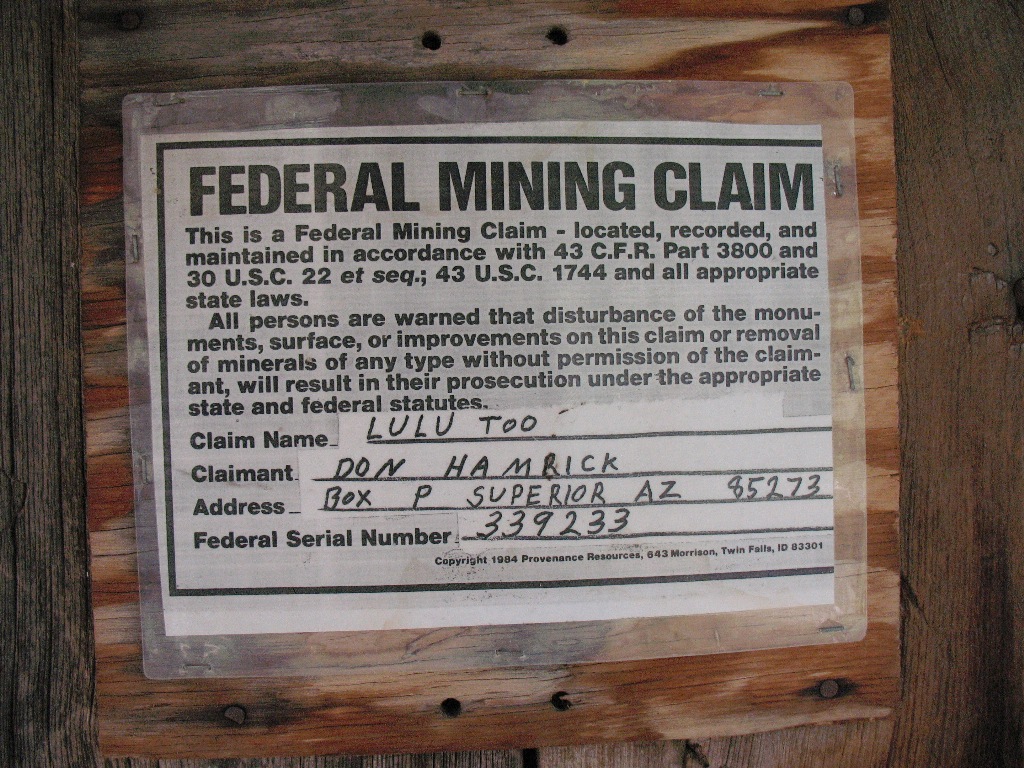 FEDERAL MINING CLAIM
This is a Federal Mining Claim - located, recorded, and
maintained in accordance with 43 C.F.R. Part 3800 and
30 U.S.C. 22 et seq.; 43 U.S.C. 1744 and all appropriate
state laws.
All persons are warned that disturbance of the monu-
ments, surface, or improvements on this claim or removal
of minerals of any type without permission of the claim-
ant, will result in their prosecution under the appropriate
state and federal statutes.
Claim Name LULU TOO
Claimant DON HAMRICK
Address BOX P SUPERIOR AZ 85273
Federal Serial Number 339233
Copyright 1984 Provenance Resources, 643 Morrison, Twin Falls, ID 83301